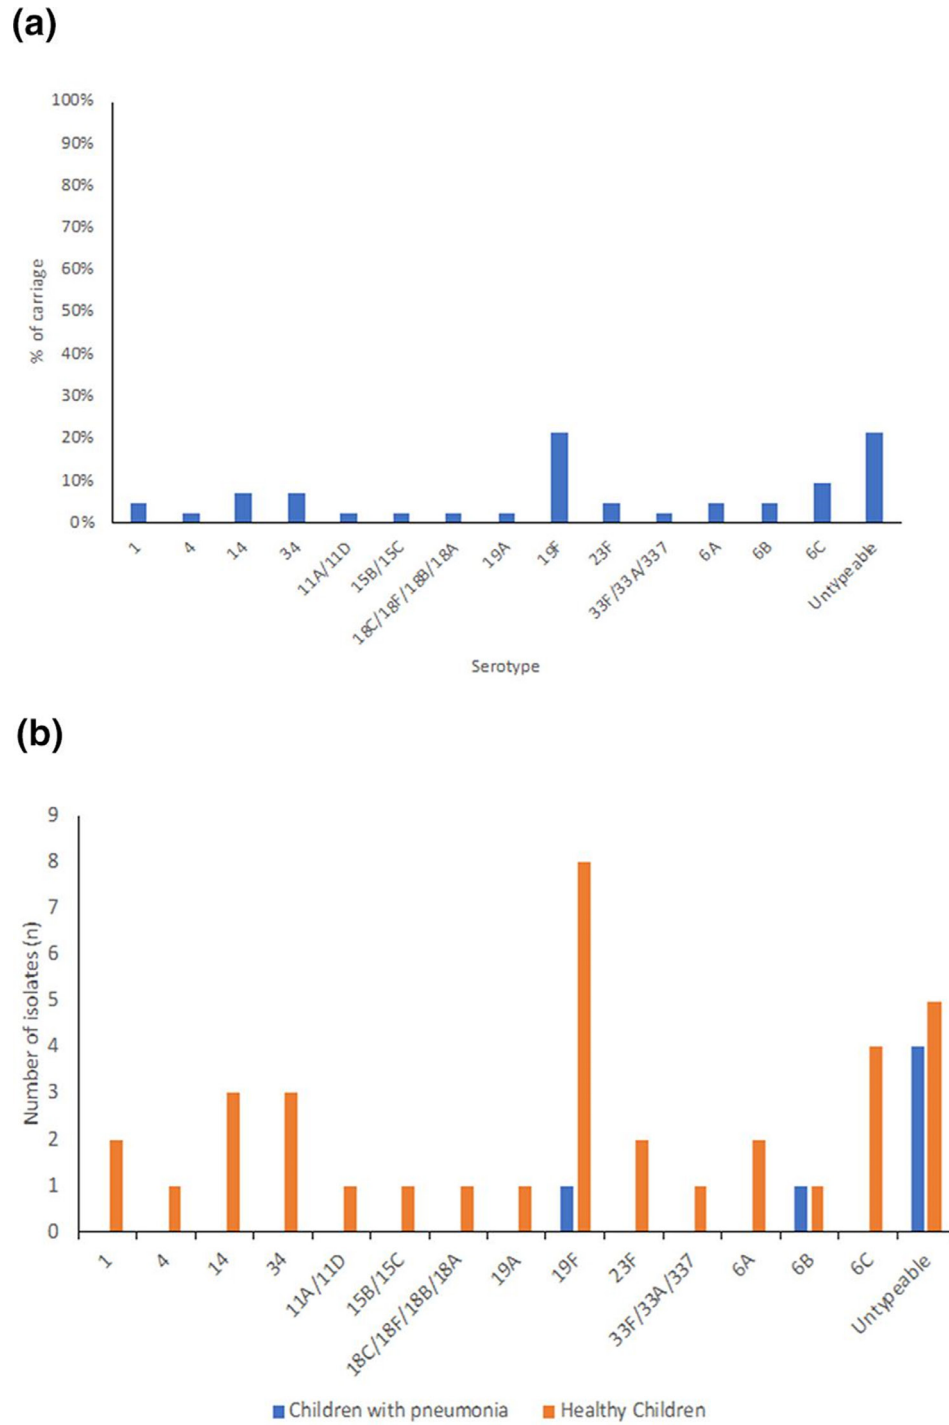 (a)
100%
90%
80%
70%
60%
50%
40%
30%
20%
10%
0%
% of carriage
1
4
14
34
11A/11D
15B/15C
18C/18F/18B/18A
19A
19F
23F
33F/33A/337
6A
6B
6C
Untypeable
Serotype
(b)
9
8
7
6
5
4
3
2
1
0
Number of isolates (n)
1
4
14
34
11A/11D
15B/15C
18C/18F/18B/18A
19A
19F
23F
33F/33A/337
6A
6B
6C
Untypeable
Children with pneumonia
Healthy Children